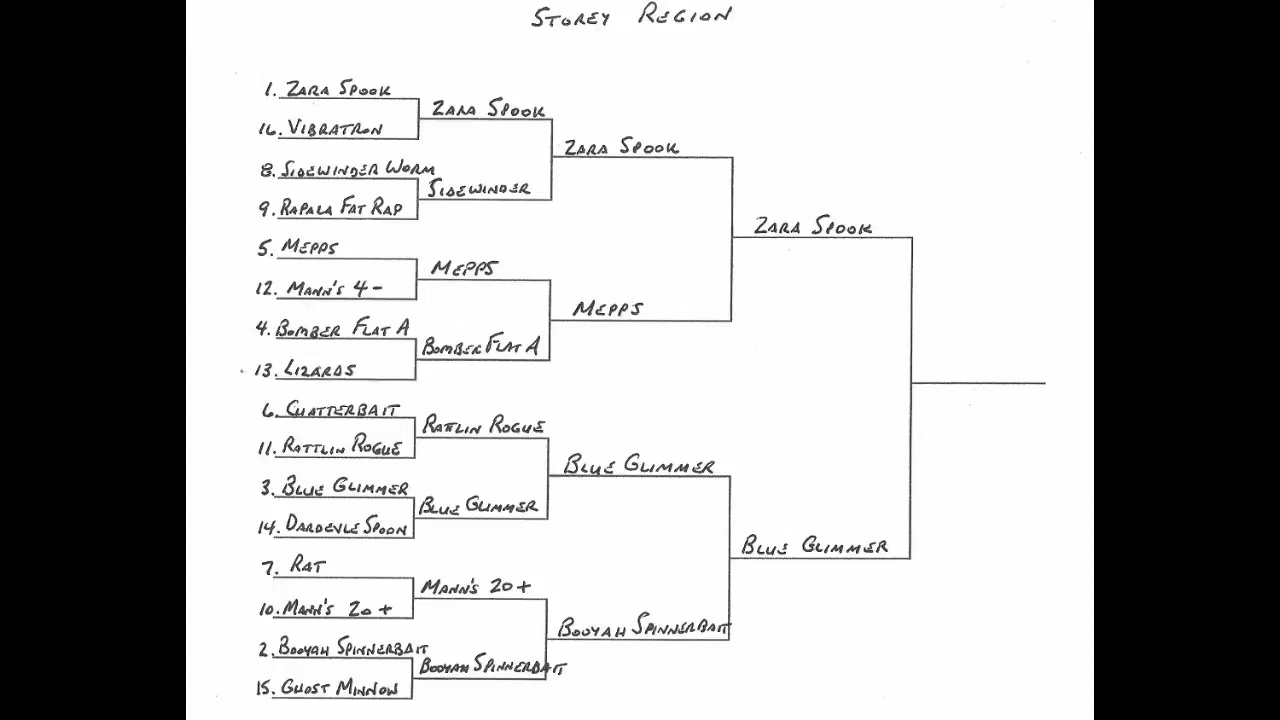 STOREY REGION
1. ZARA SPOOK
16. VIBRATRON
8. SIDEWINDER WORM
9. RAPALA FAT RAP
5. MEPPS
12. MANN'S 4-
4. BOMBER FLAT A
13. LIZARDS
6. CHATTERBAIT
11. RATTLIN ROGUE
3. BLUE GLIMMER
14. DARDEVLE SPOON
7. RAT
10. MANN'S 20+
2. BOOYAH SPINNERBAIT
15. GHOST MINNOW
ZARA SPOOK
SIDEWINDER
MEPPS
BOMBER FLAT A
RATTLIN ROGUE
BLUE GLIMMER
MANN'S 20+
BOOYAH SPINNERBAIT
ZARA SPOOK
MEPPS
BLUE GLIMMER
BOOYAH SPINNERBAIT
ZARA SPOOK
BLUE GLIMMER